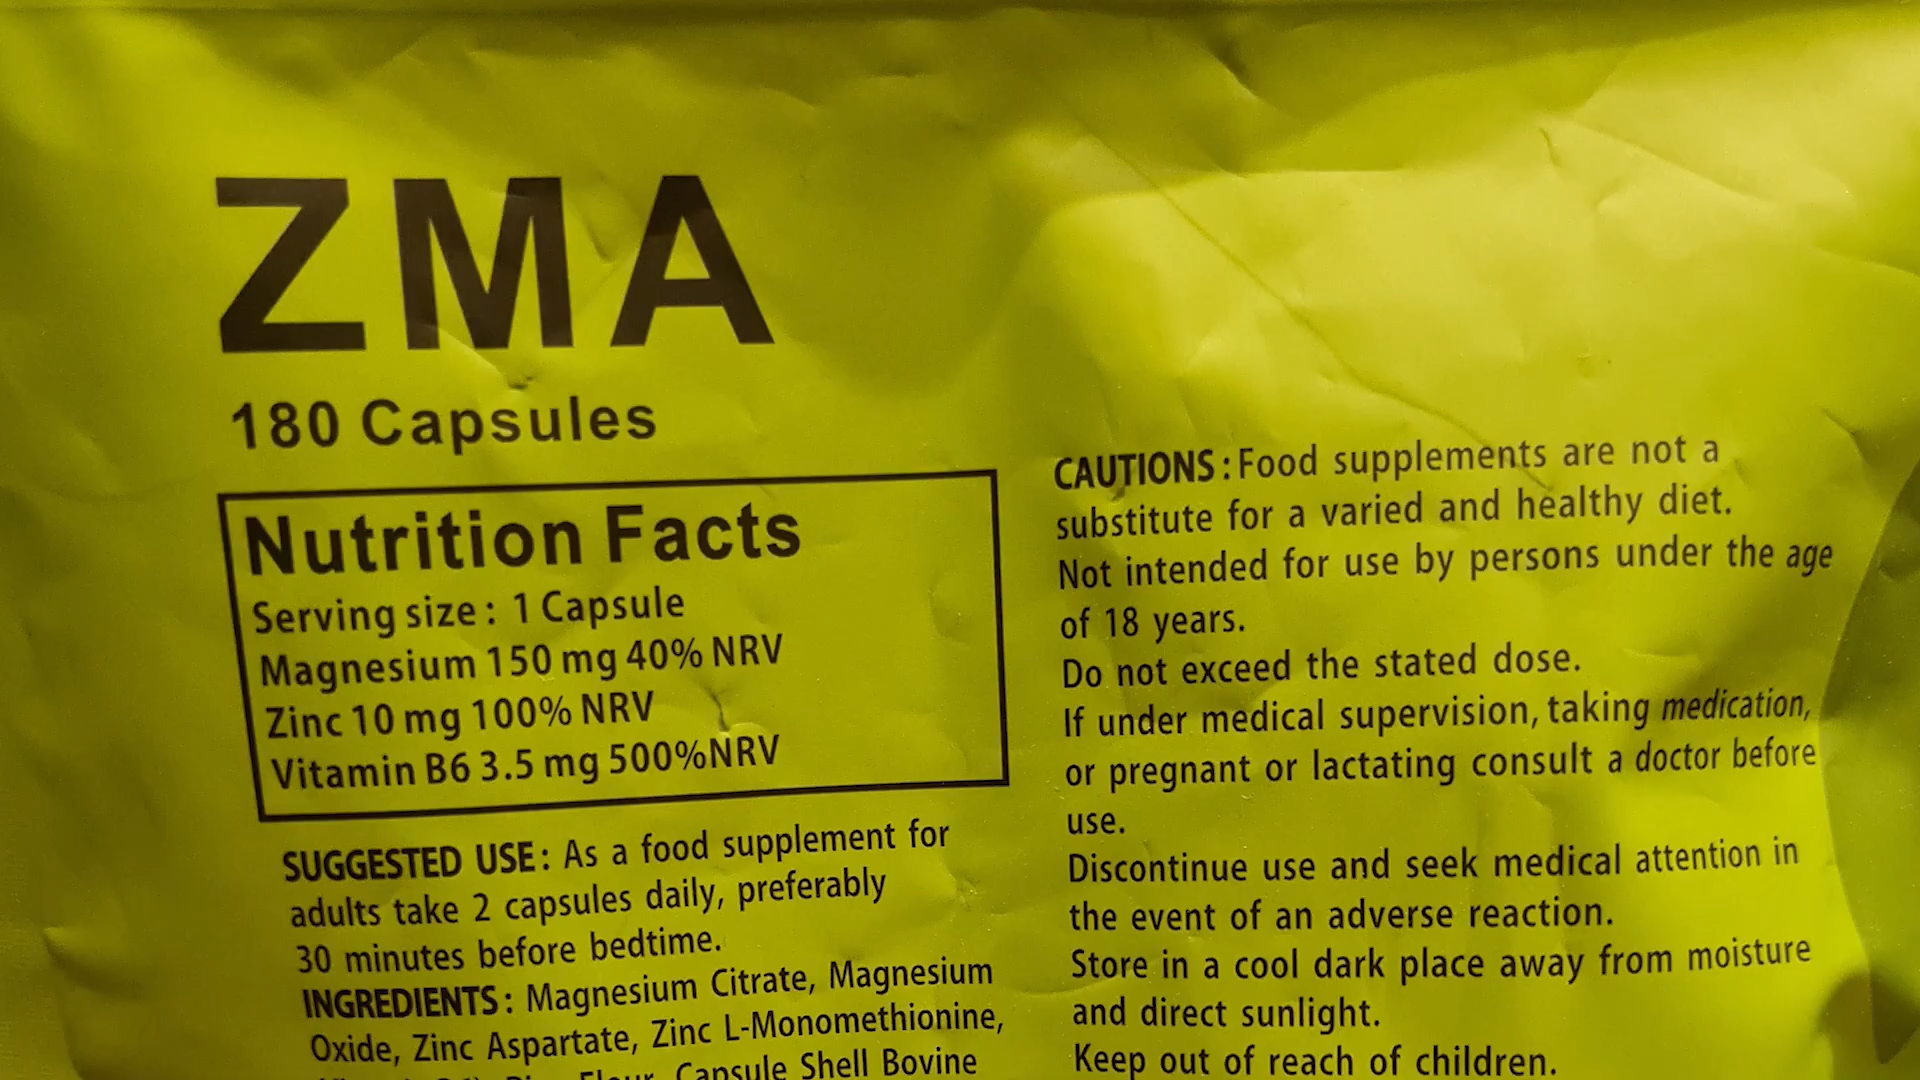 ZMA
180 Capsules
Nutrition Facts
Serving size: 1 Capsule
Magnesium 150 mg 40% NRV
Zinc 10 mg 100% NRV
Vitamin B6 3.5 mg 500%NRV
SUGGESTED USE: As a food supplement for
adults take 2 capsules daily, preferably
30 minutes before bedtime.
INGREDIENTS: Magnesium Citrate, Magnesium
Oxide, Zinc Aspartate, Zinc L-Monomethionine,
Capsule Shell Bovine
CAUTIONS: Food supplements are not a
substitute for a varied and healthy diet.
Not intended for use by persons under the age
of 18 years.
Do not exceed the stated dose.
If under medical supervision, taking medication,
or pregnant or lactating consult a doctor before
use.
Discontinue use and seek medical attention in
the event of an adverse reaction.
Store in a cool dark place away from moisture
and direct sunlight.
Keep out of reach of children.